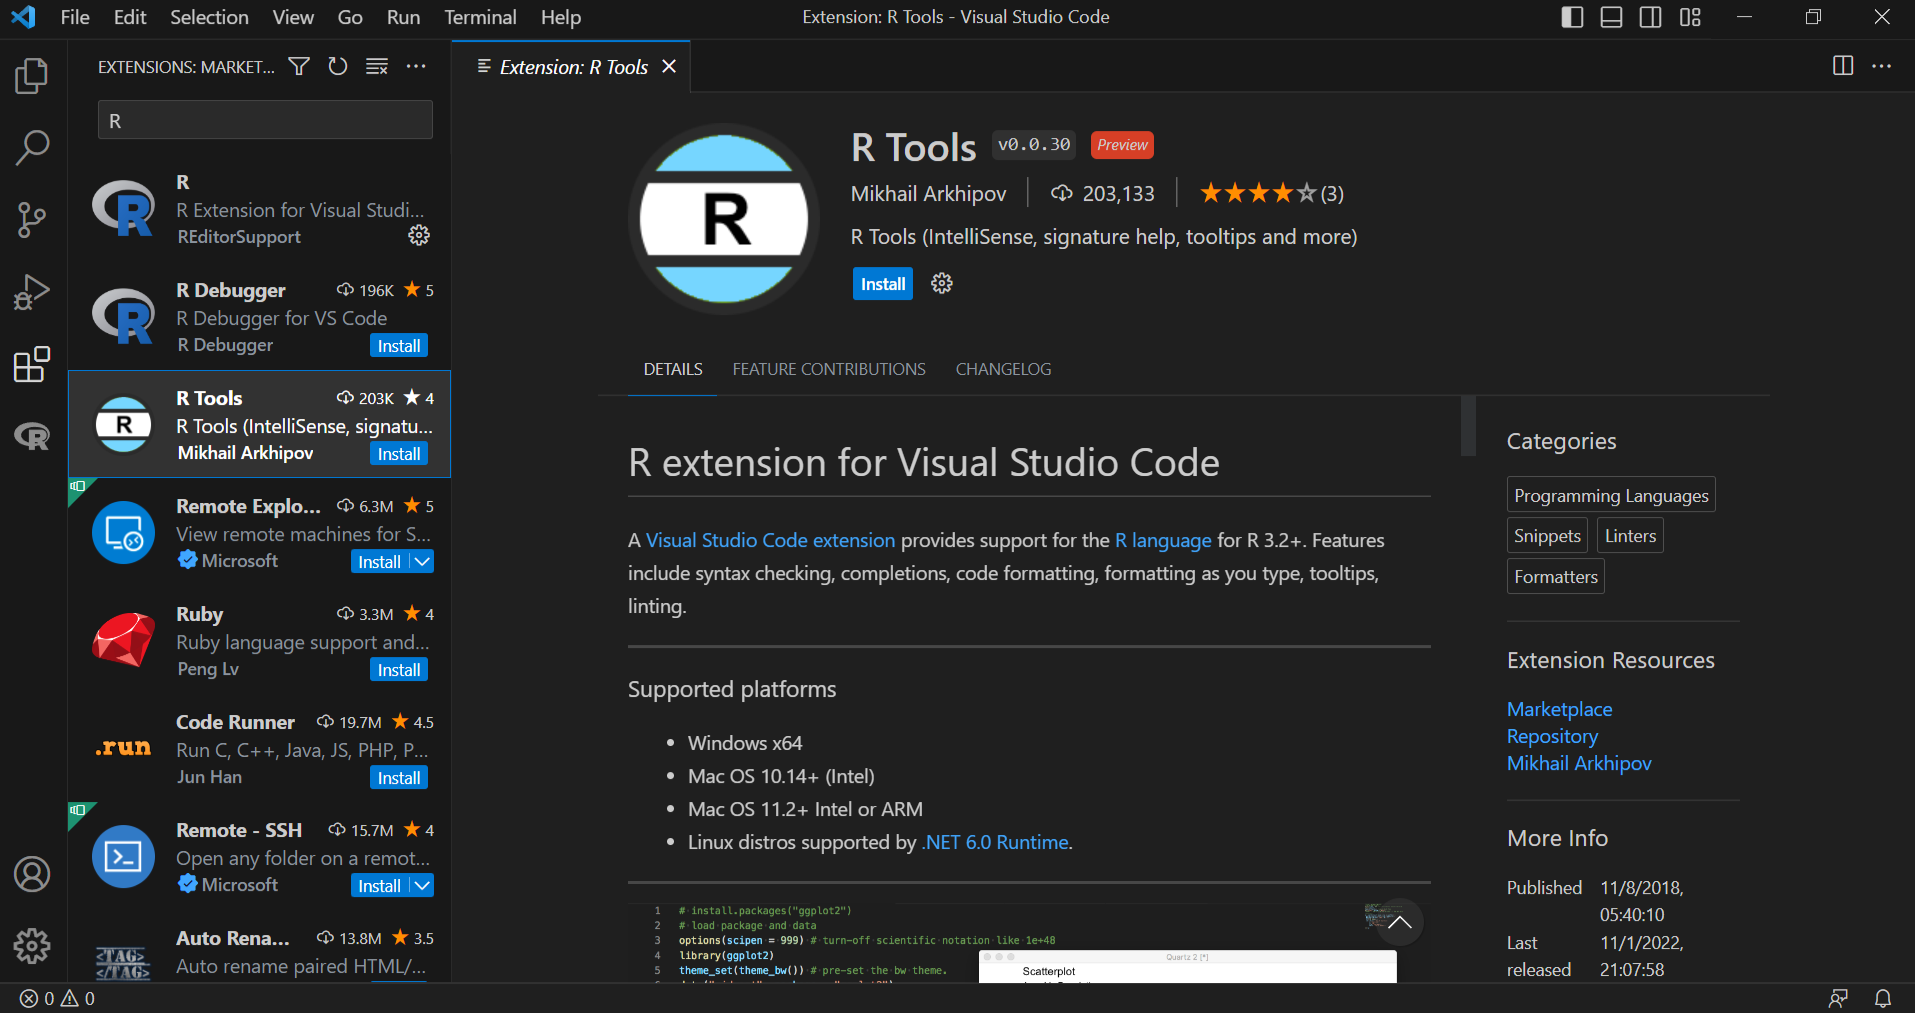 File Edit Selection View Go Run Terminal Help
Extension: R Tools - Visual Studio Code
EXTENSIONS: MARKET...
R
R
R Extension for Visual Studi...
REditorSupport
R Debugger 196K 5
R Debugger for VS Code
R Debugger Install
R
R Tools 203K 4
R Tools (IntelliSense, signatu...
Mikhail Arkhipov Install
Remote Explo... 6.3M 5
View remote machines for S...
Microsoft Install
Ruby 3.3M 4
Ruby language support and...
Peng Lv Install
.run
Code Runner 19.7M 4.5
Run C, C++, Java, JS, PHP, P...
Jun Han Install
Remote - SSH 15.7M 4
Open any folder on a remot...
Microsoft Install
<TAG>
</TAG>
Auto Rena... 13.8M 3.5
Auto rename paired HTML/...
Extension: R Tools
R
R Tools v0.0.30 Preview
Mikhail Arkhipov 203,133 (3)
R Tools (IntelliSense, signature help, tooltips and more)
Install
DETAILS FEATURE CONTRIBUTIONS CHANGELOG
R extension for Visual Studio Code
A Visual Studio Code extension provides support for the R language for R 3.2+. Features
include syntax checking, completions, code formatting, formatting as you type, tooltips,
linting.
Supported platforms
• Windows x64
• Mac OS 10.14+ (Intel)
• Mac OS 11.2+ Intel or ARM
• Linux distros supported by .NET 6.0 Runtime.
1 # install.packages("ggplot2")
2 # load package and data
3 options(scipen = 999) # turn-off scientific notation like 1e+48
4 library(ggplot2)
5 theme_set(theme_bw()) # pre-set the bw theme.
Quartz 2 [*]
Scatterplot
Categories
Programming Languages
Snippets Linters
Formatters
Extension Resources
Marketplace
Repository
Mikhail Arkhipov
More Info
Published 11/8/2018,
05:40:10
Last 11/1/2022,
released 21:07:58
0 0